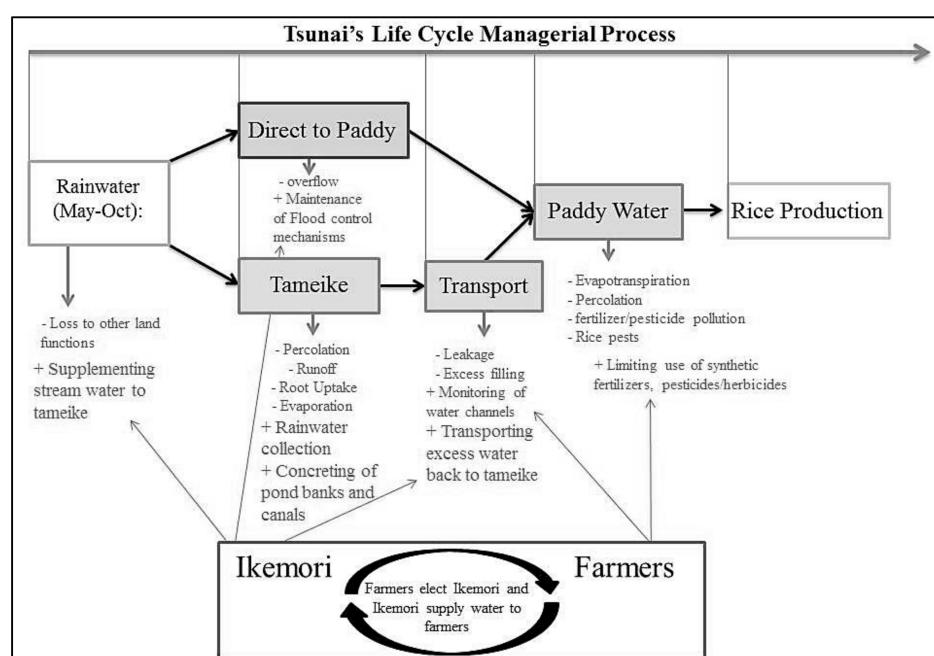 Tsunai's Life Cycle Managerial Process
Direct to Paddy
Rainwater
(May-Oct):
- overflow
+ Maintenance
of Flood control
mechanisms
Paddy Water
Rice Production
Tameike
Transport
- Loss to other land
functions
+ Supplementing
stream water to
tameike
- Percolation
- Runoff
- Root Uptake
- Evaporation
+ Rainwater
collection
+ Concreting of
pond banks and
canals
- Leakage
- Excess filling
+ Monitoring of
water channels
+ Transporting
excess water
back to tameike
- Evapotranspiration
- Percolation
- fertilizer/pesticide pollution
- Rice pests
+ Limiting use of synthetic
fertilizers, pesticides/herbicides
Ikemori
Farmers
Farmers elect Ikemori and
Ikemori supply water to
farmers